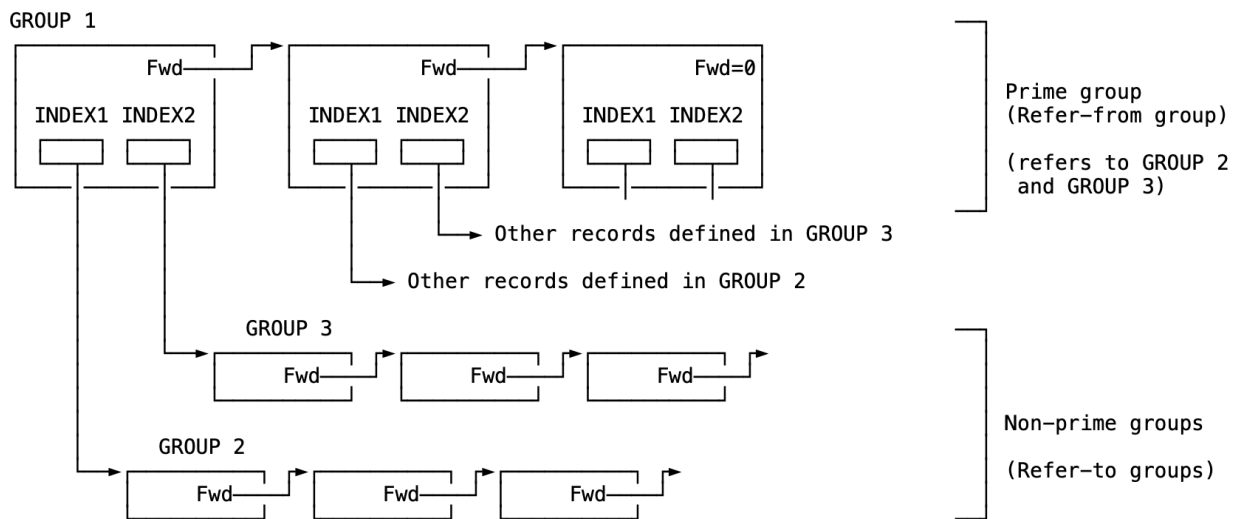 GROUP 1
Fwd Fwd Fwd=0
Prime group
(Refer-from group)
INDEX1 INDEX2 INDEX1 INDEX2 INDEX1 INDEX2
(refers to GROUP 2
and GROUP 3)
Other records defined in GROUP 3
Other records defined in GROUP 2
GROUP 3
Fwd Fwd Fwd
Non-prime groups
GROUP 2
(Refer-to groups)
Fwd Fwd Fwd